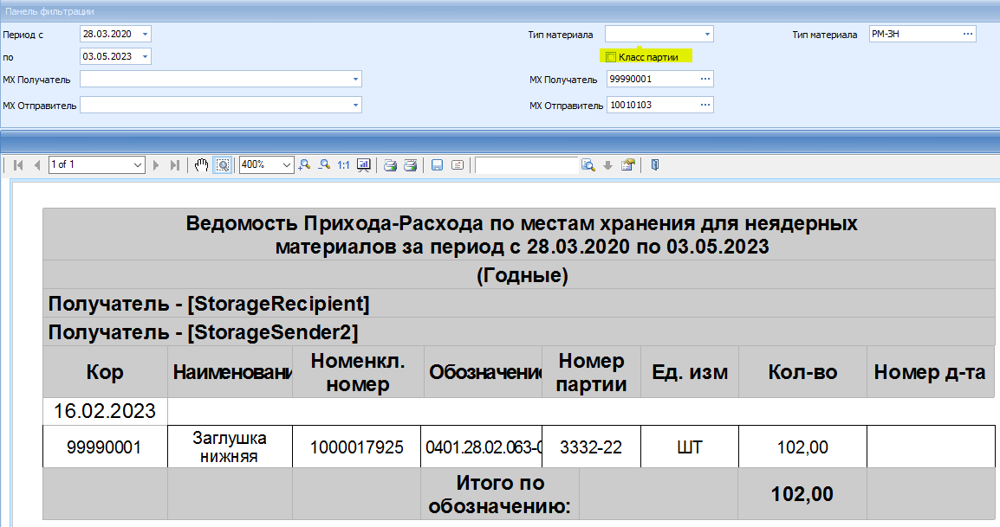 Панель фильтрации
Период с 28.03.2020 Тип материала Тип материала РМ-ЗН
по 03.05.2023 Класс партии
МХ Получатель МХ Получатель 99990001
МХ Отправитель МХ Отправитель 10010103
1 of 1 400% 1:1
Ведомость Прихода-Расхода по местам хранения для неядерных
материалов за период с 28.03.2020 по 03.05.2023
(Годные)
Получатель - [StorageRecipient]
Получатель - [StorageSender2]
Кор Наименовани Номенкл. номер Обозначение Номер партии Ед. изм Кол-во Номер д-та
16.02.2023
99990001 Заглушка нижняя 1000017925 0401.28.02.063-0 3332-22 ШТ 102,00
Итого по обозначению: 102,00